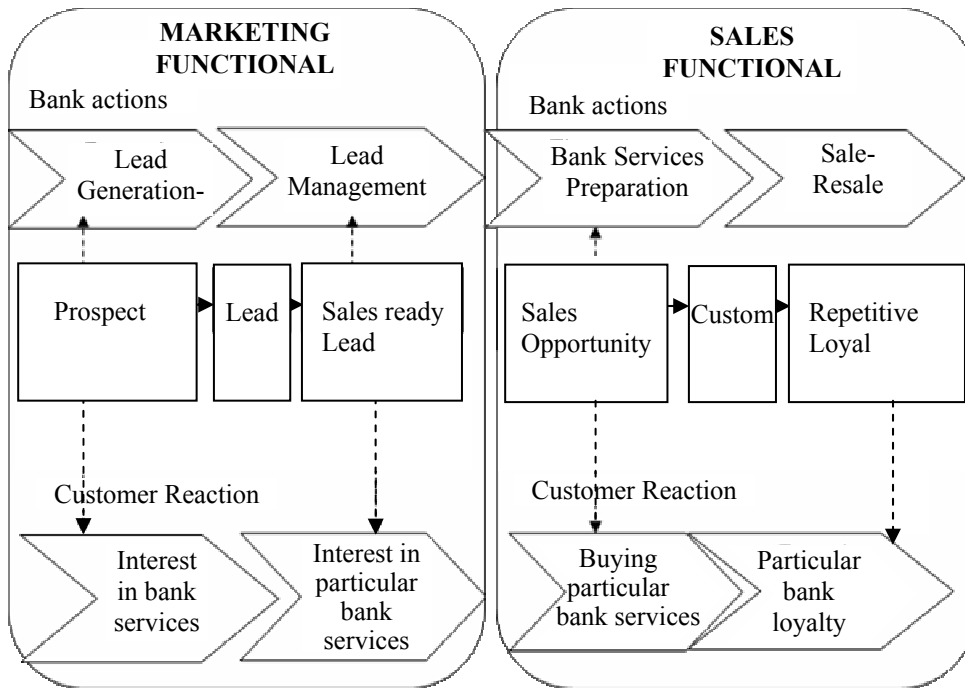 MARKETING
FUNCTIONAL
Bank actions
Lead
Generation-
Lead
Management
Prospect
Lead
Sales ready
Lead
Customer Reaction
Interest
in bank
services
Interest in
particular
bank
services
SALES
FUNCTIONAL
Bank actions
Bank Services
Preparation
Sale-
Resale
Sales
Opportunity
Custom
Repetitive
Loyal
Customer Reaction
Buying
particular
bank services
Particular
bank
loyalty